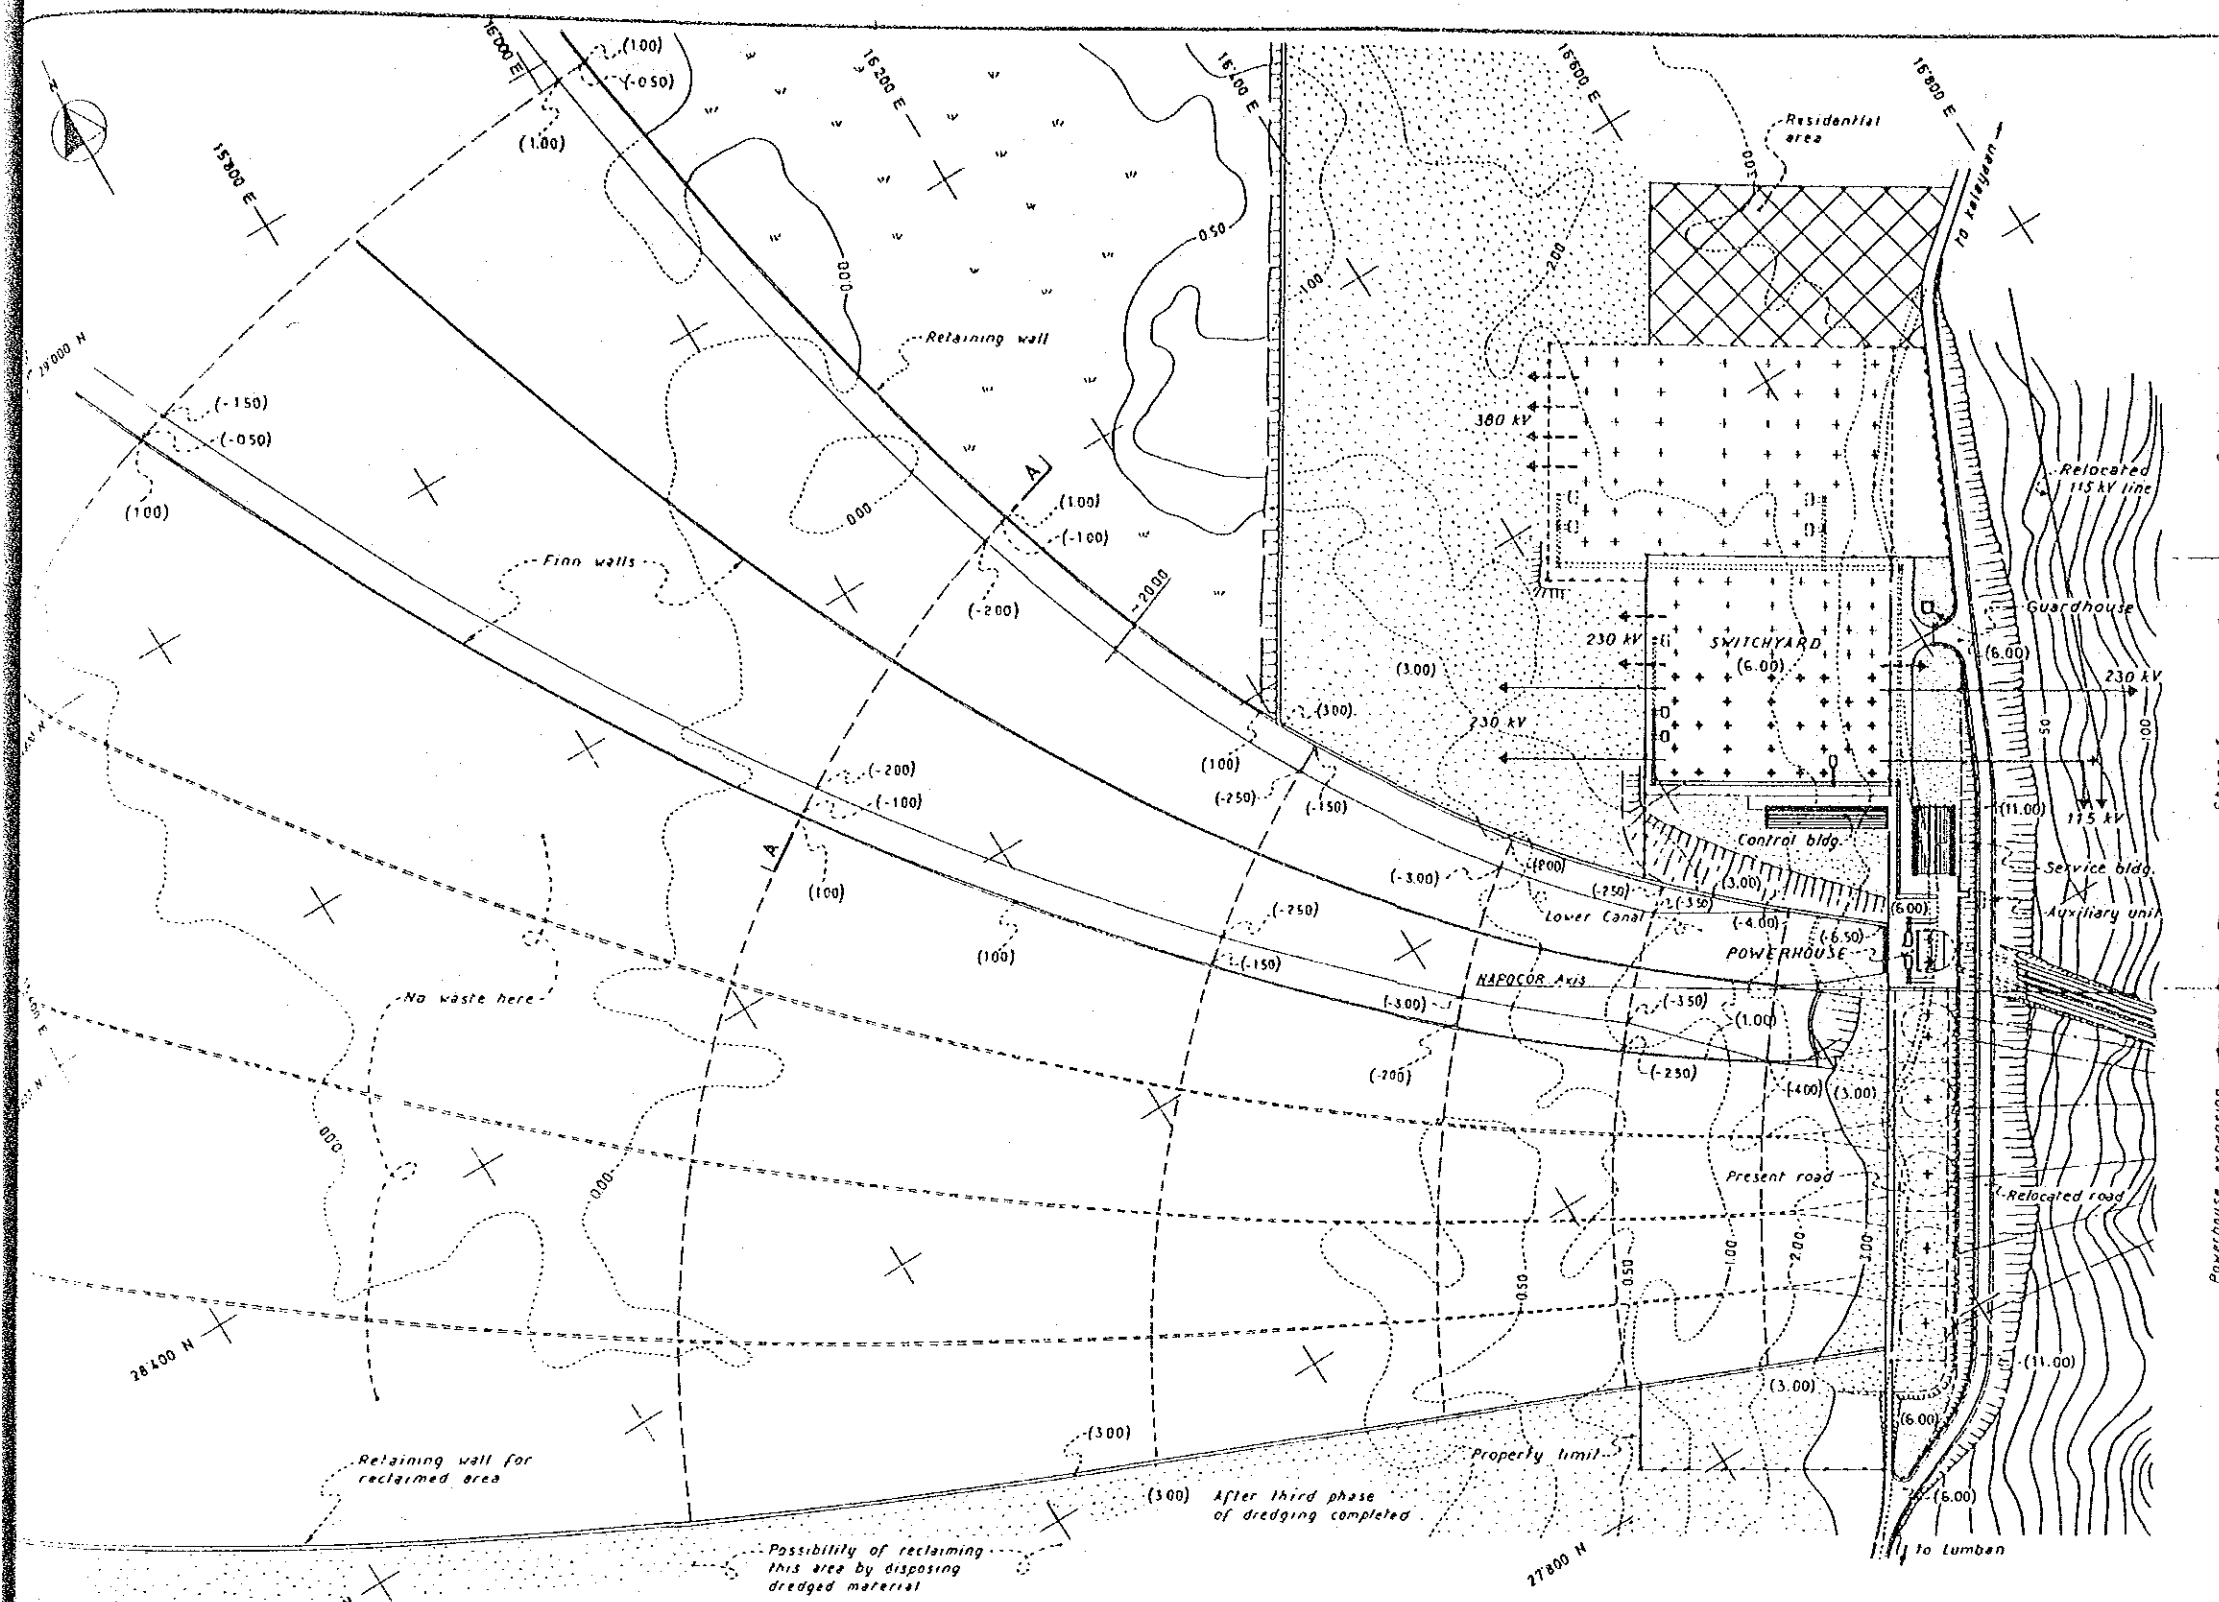 16'000 E
(1.00)
(-0.50)
(1.00)
16'200 E
16'400 E
16'600 E
16'800 E
15'800 E
Residential
area
to Kalayaan
3.00
0.50
2.00
1.00
0.00
Retaining wall
29'000 N
(-1.50)
(-0.50)
(1.00)
380 kV
Relocated
115 kV line
A
(1.00)
(-1.00)
0.00
(-2.00)
~20.00
Finn walls
Guardhouse
230 kV
SWITCHYARD
(6.00)
(6.00)
(3.00)
230 kV
50
100
230 kV
(3.00)
(1.00)
(-2.50)
(-1.50)
(-2.00)
(-1.00)
A
(1.00)
(11.00)
115 kV
Control bldg.
Service bldg.
(-3.00)
(-2.50)
(3.00)
(-3.50)
Lower Canal
(-4.00)
(6.00)
Auxiliary unit
(-6.50)
POWERHOUSE
(-2.50)
(1.00)
(-1.50)
NAPOCOR Axis
(-3.00)
(-3.50)
(1.00)
No waste here
(-2.00)
(-2.50)
(-4.00)
(3.00)
0.00
0.00
Present road
Relocated road
0.50
0.50
1.00
2.00
3.00
28'400 N
(11.00)
(3.00)
(6.00)
(3.00)
Property limit
Retaining wall for
reclaimed area
(3.00) After third phase
of dredging completed
(6.00)
Possibility of reclaiming
this area by disposing
dredged material
27'800 N
to Lumban
Powerhouse expansion